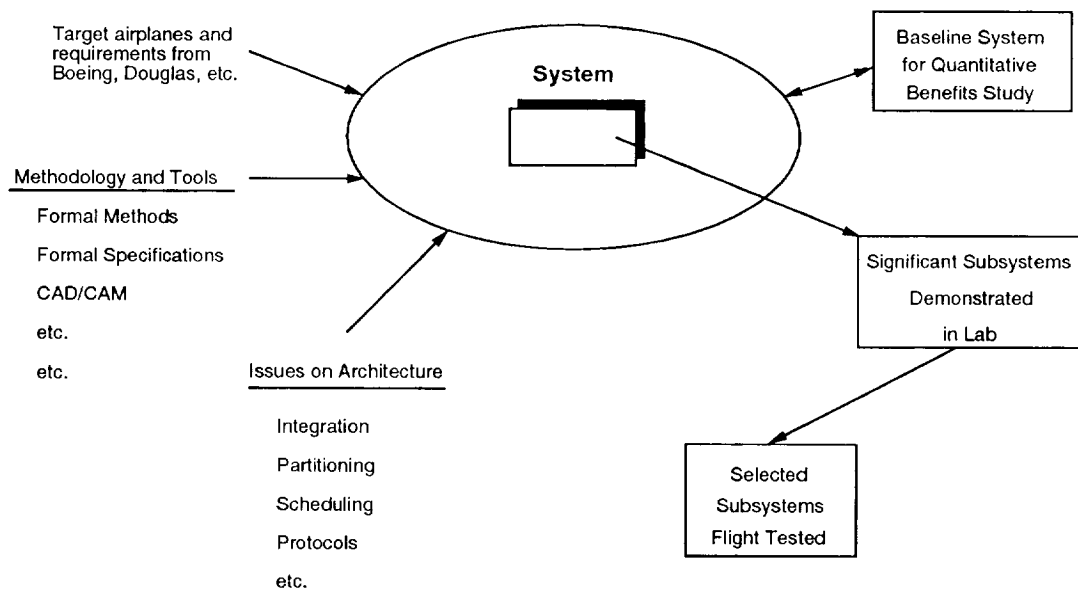 Target airplanes and
requirements from
Boeing, Douglas, etc.
System
Baseline System
for Quantitative
Benefits Study
Methodology and Tools
Formal Methods
Formal Specifications
CAD/CAM
etc.
etc.
Significant Subsystems
Demonstrated
in Lab
Issues on Architecture
Integration
Partitioning
Scheduling
Protocols
etc.
Selected
Subsystems
Flight Tested